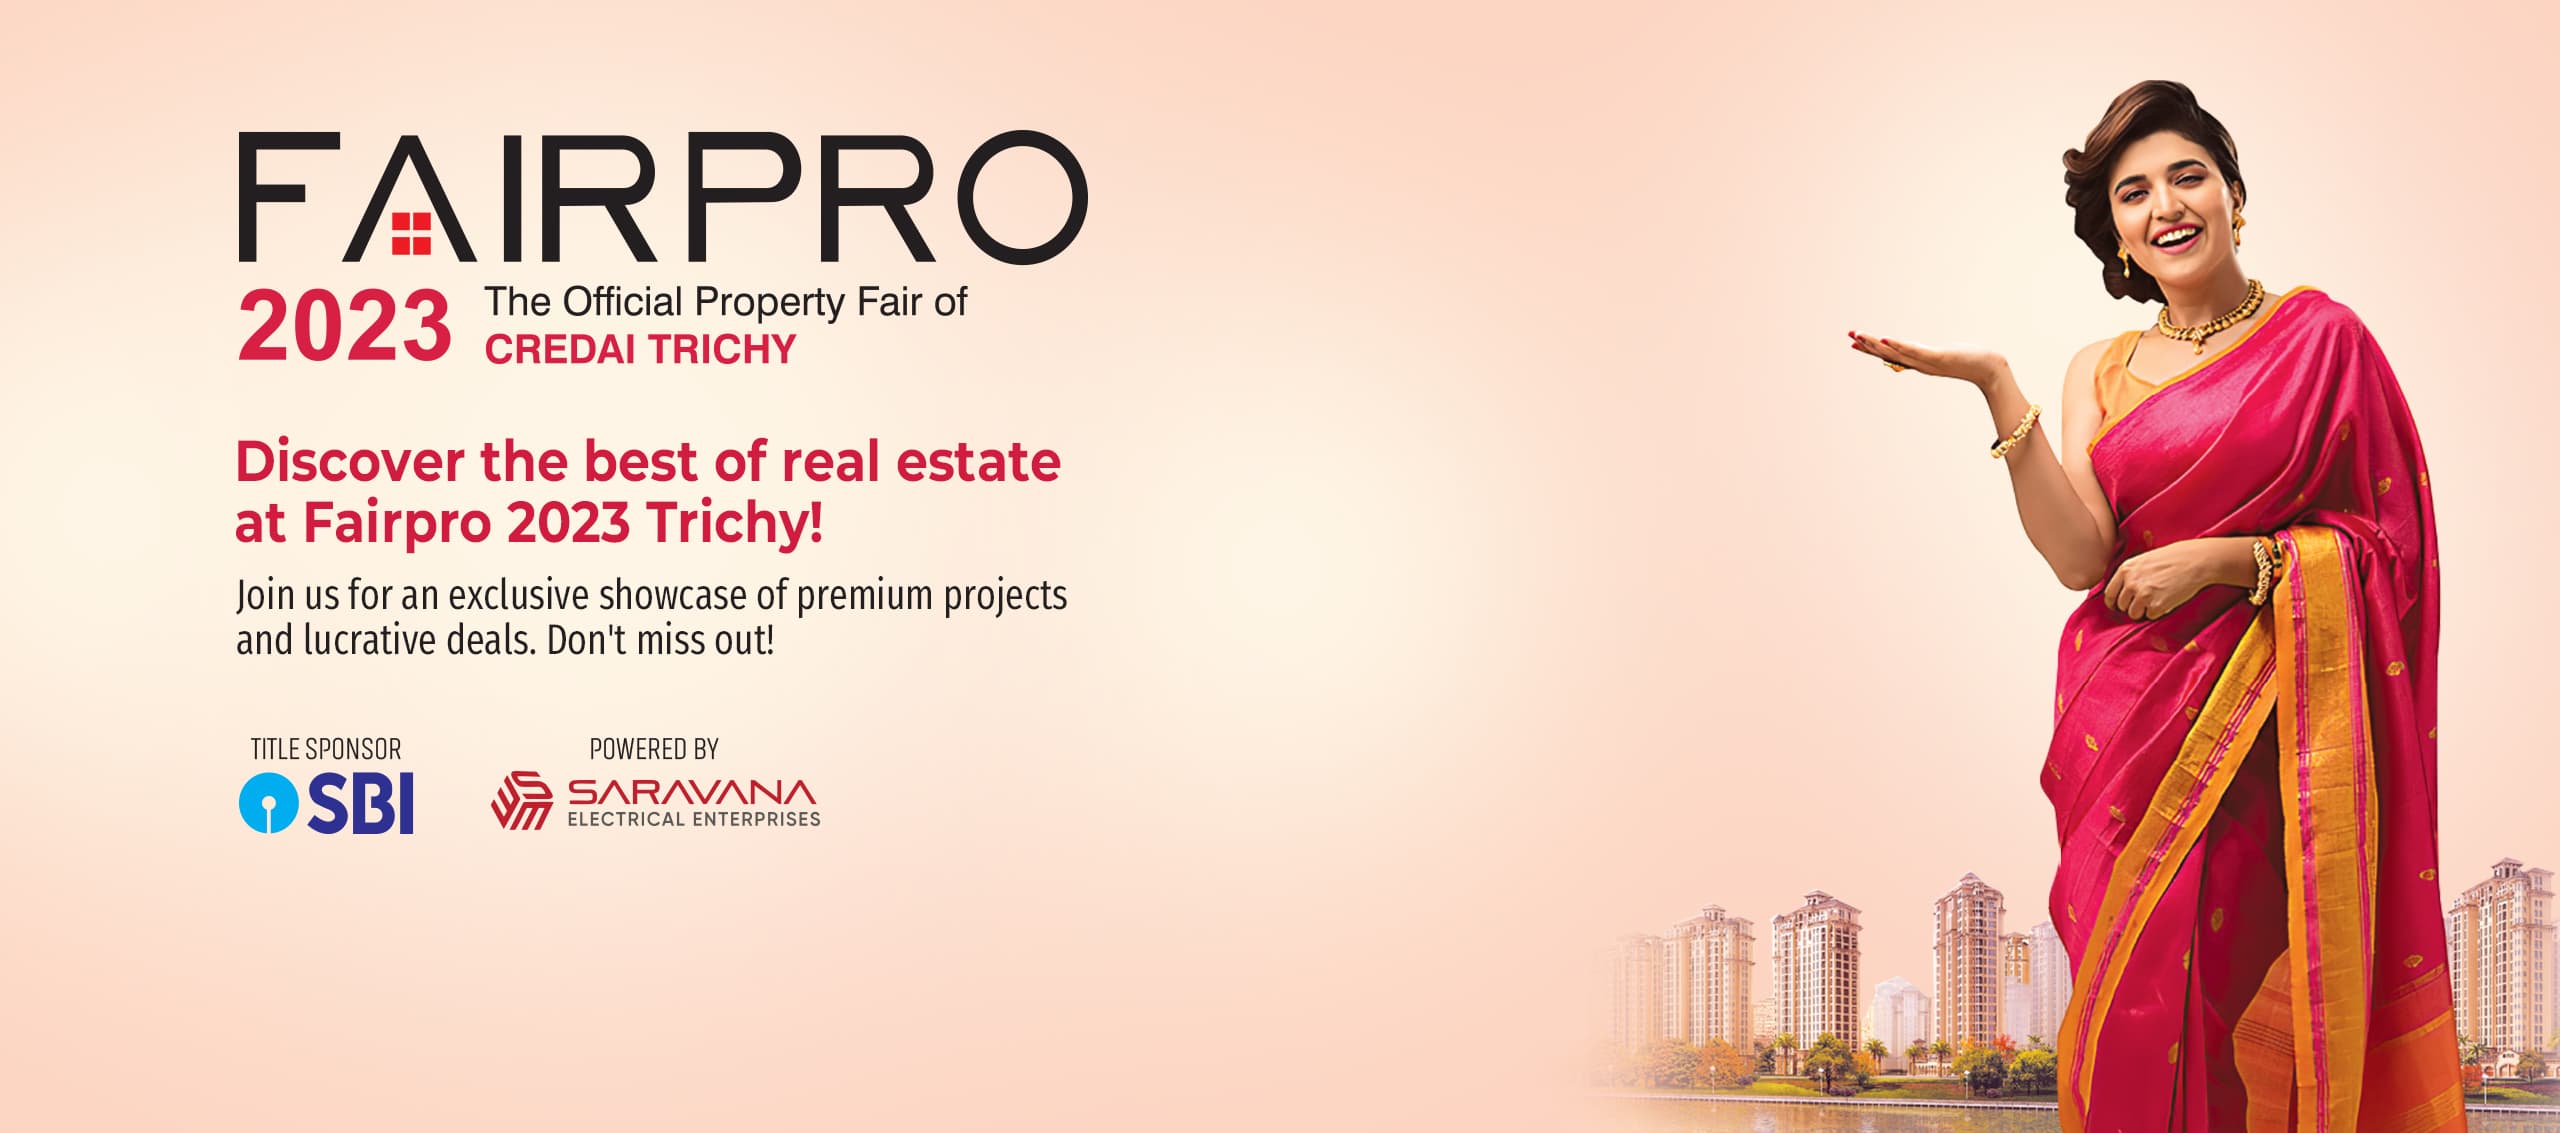 FAIRPRO
2023
The Official Property Fair of
CREDAI TRICHY
Discover the best of real estate
at Fairpro 2023 Trichy!
Join us for an exclusive showcase of premium projects
and lucrative deals. Don't miss out!
TITLE SPONSOR
SBI
POWERED BY
SARAVANA
ELECTRICAL ENTERPRISES